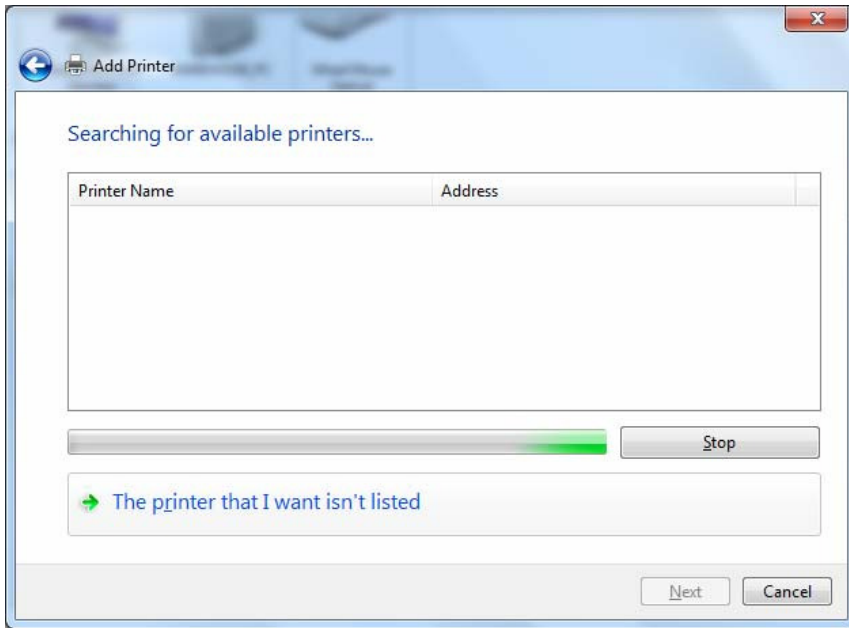 Add Printer
Searching for available printers...
Printer Name Address
Stop
The printer that I want isn't listed
Next Cancel